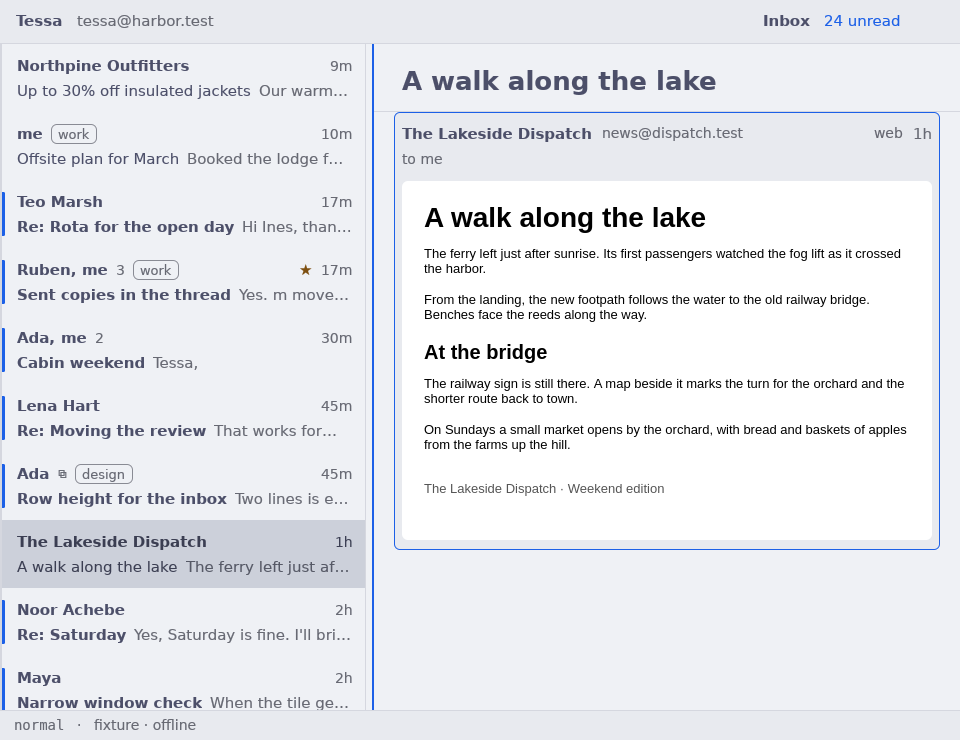 Tessa tessa@harbor.test
Inbox 24 unread
Northpine Outfitters 9m
Up to 30% off insulated jackets Our warm…
me work 10m
Offsite plan for March Booked the lodge f…
Teo Marsh 17m
Re: Rota for the open day Hi Ines, than…
Ruben, me 3 work ★ 17m
Sent copies in the thread Yes. m move…
Ada, me 2 30m
Cabin weekend Tessa,
Lena Hart 45m
Re: Moving the review That works for…
Ada ⧉ design 45m
Row height for the inbox Two lines is e…
The Lakeside Dispatch 1h
A walk along the lake The ferry left just af…
Noor Achebe 2h
Re: Saturday Yes, Saturday is fine. I'll bri…
Maya 2h
Narrow window check When the tile ge…
A walk along the lake
The Lakeside Dispatch news@dispatch.test web 1h
to me
A walk along the lake
The ferry left just after sunrise. Its first passengers watched the fog lift as it crossed
the harbor.
From the landing, the new footpath follows the water to the old railway bridge.
Benches face the reeds along the way.
At the bridge
The railway sign is still there. A map beside it marks the turn for the orchard and the
shorter route back to town.
On Sundays a small market opens by the orchard, with bread and baskets of apples
from the farms up the hill.
The Lakeside Dispatch · Weekend edition
normal · fixture · offline